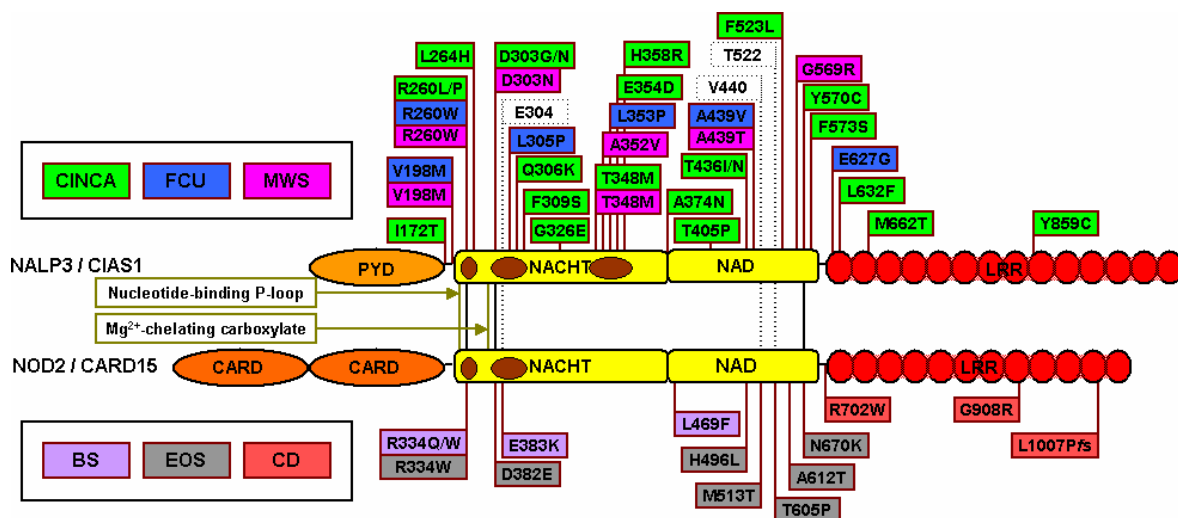 F523L
L264H
D303G/N
H358R
T522
G569R
D303N
R260L/P
E354D
V440
Y570C
R260W
E304
L353P
A439V
F573S
R260W
L305P
A352V
A439T
CINCA
FCU
MWS
V198M
Q306K
T348M
T436I/N
E627G
V198M
F309S
T348M
A374N
L632F
I172T
G326E
T405P
M662T
Y859C
NALP3 / CIAS1
PYD
NACHT
NAD
LRR
Nucleotide-binding P-loop
Mg²⁺-chelating carboxylate
NOD2 / CARD15
CARD
CARD
NACHT
NAD
LRR
BS
EOS
CD
R334Q/W
E383K
L469F
R702W
G908R
R334W
D382E
H496L
N670K
L1007Pfs
M513T
A612T
T605P